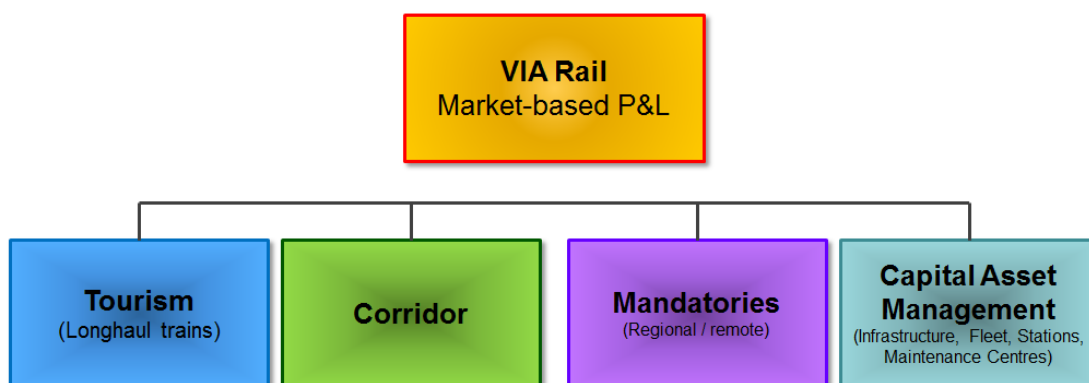 VIA Rail
Market-based P&L
Tourism
(Longhaul trains)
Corridor
Mandatories
(Regional / remote)
Capital Asset
Management
(Infrastructure, Fleet, Stations,
Maintenance Centres)